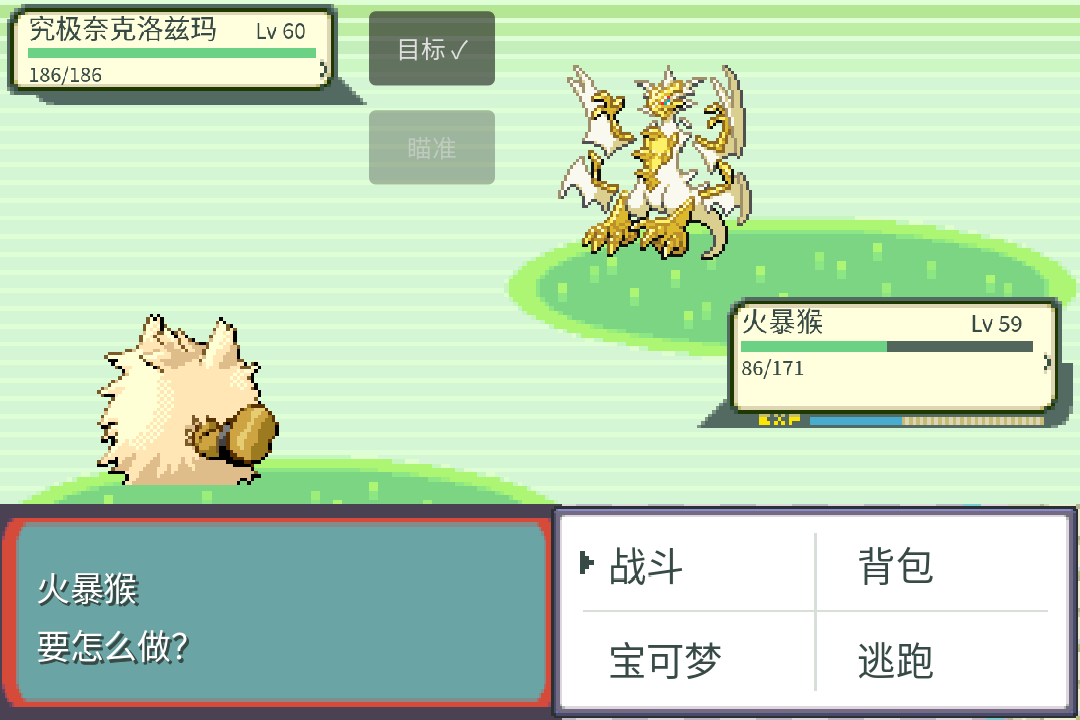 究极奈克洛兹玛 Lv 60
186/186
目标✓
瞄准
火暴猴 Lv 59
86/171
EXP
火暴猴
要怎么做?
战斗 背包
宝可梦 逃跑